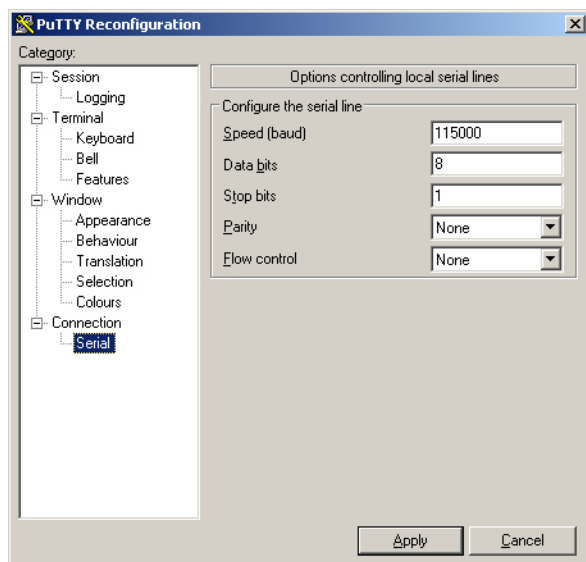 PuTTY Reconfiguration
Category:
Session
Logging
Terminal
Keyboard
Bell
Features
Window
Appearance
Behaviour
Translation
Selection
Colours
Connection
Serial
Options controlling local serial lines
Configure the serial line
Speed (baud) 115000
Data bits 8
Stop bits 1
Parity None
Flow control None
Apply Cancel